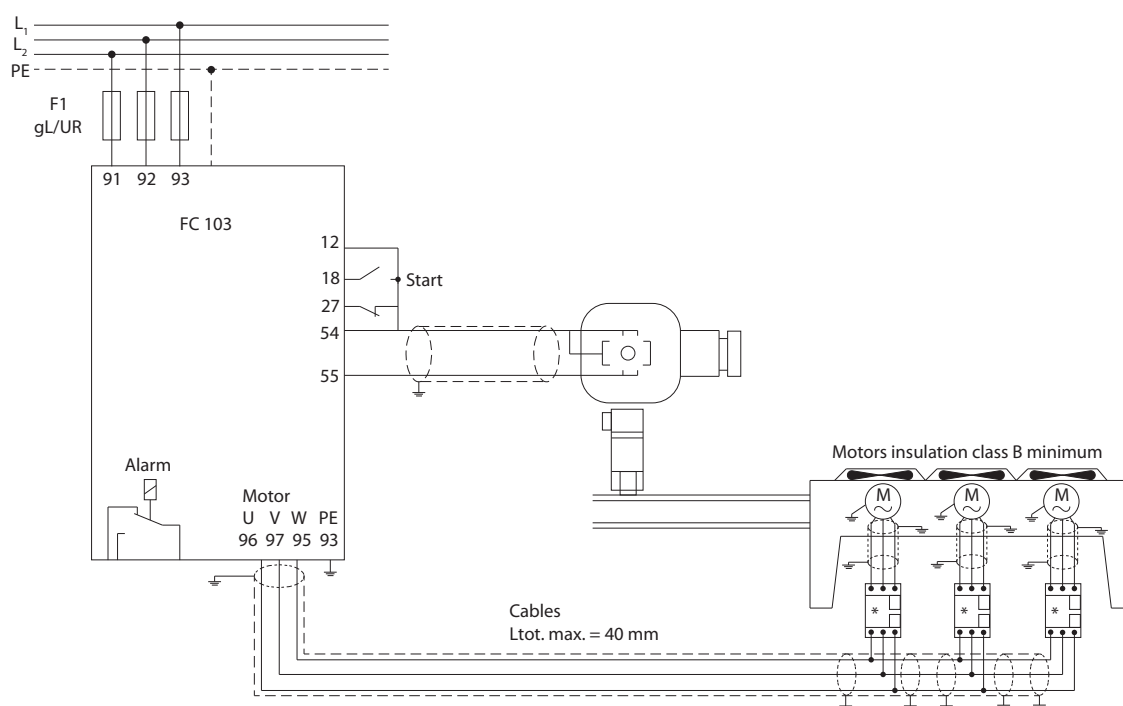 L1
L2
PE
F1
gL/UR
91 92 93
FC 103
12
18 Start
27
54
55
Alarm
Motor
U V W PE
96 97 95 93
Motors insulation class B minimum
M M M
* * *
Cables
Ltot. max. = 40 mm